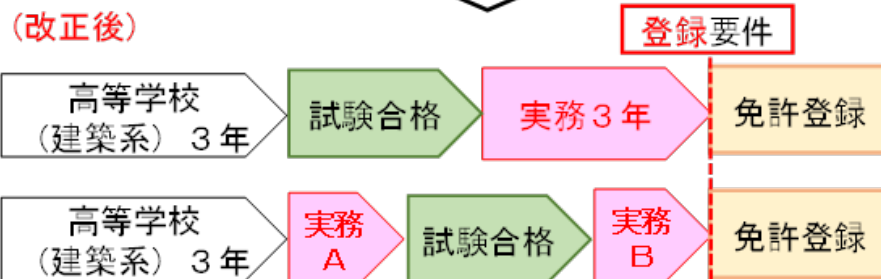 （改正後）
登録要件
高等学校
（建築系）３年
試験合格
実務３年
免許登録
高等学校
（建築系）３年
実務
A
試験合格
実務
B
免許登録